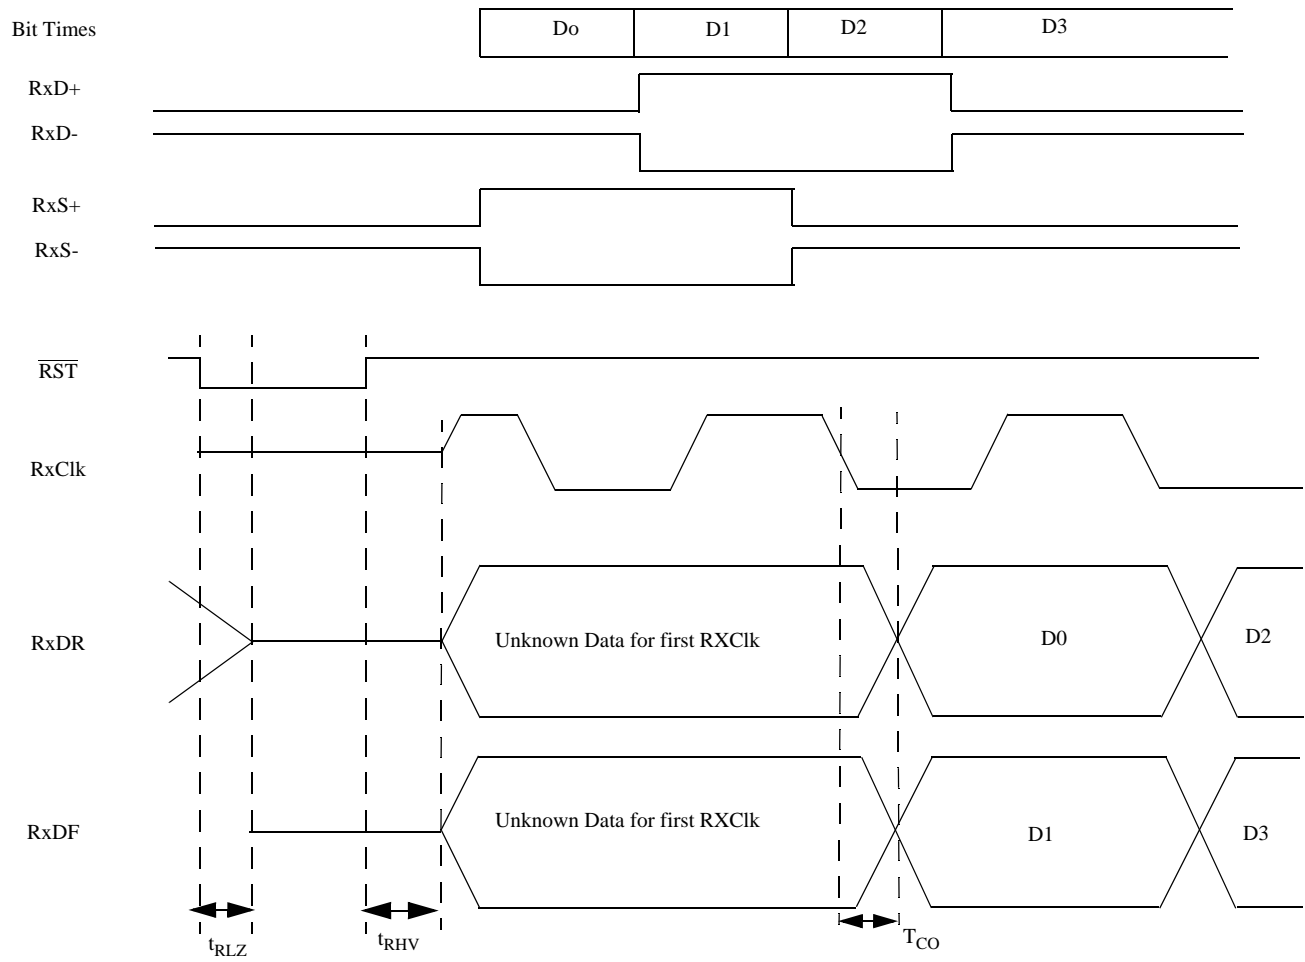 Bit Times Do D1 D2 D3
RxD+
RxD-
RxS+
RxS-
RST
RxClk
RxDR Unknown Data for first RXClk D0 D2
RxDF Unknown Data for first RXClk D1 D3
tRLZ tRHV TCO